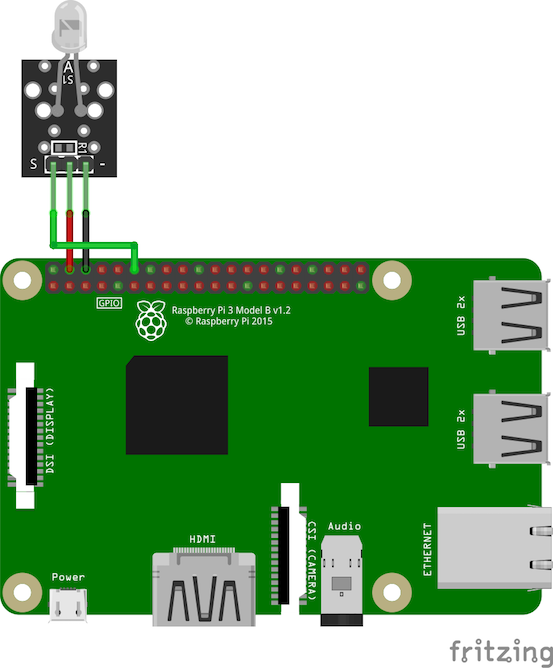 A
S1
R1
S
-
GPIO
Raspberry Pi 3 Model B v1.2
© Raspberry Pi 2015
USB 2x
DSI (DISPLAY)
USB 2x
HDMI
CSI (CAMERA)
Audio
ETHERNET
Power
fritzing